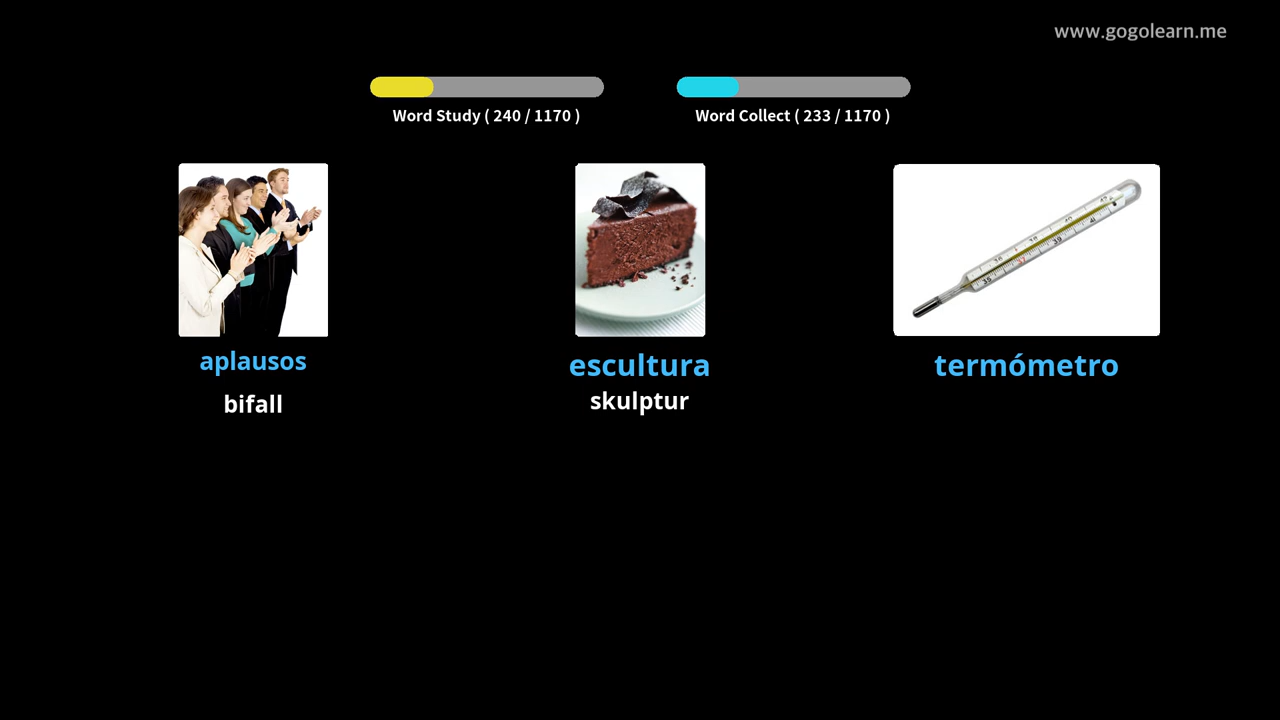 www.gogolearn.me
Word Study ( 240 / 1170 )
Word Collect ( 233 / 1170 )
aplausos
bifall
escultura
skulptur
termómetro